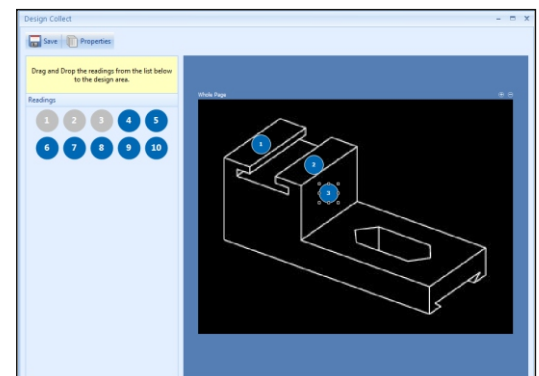 Design Collect
Save Properties
Drag and Drop the readings from the list below
to the design area.
Readings
1 2 3 4 5
6 7 8 9 10
Whole Page
1
2
3